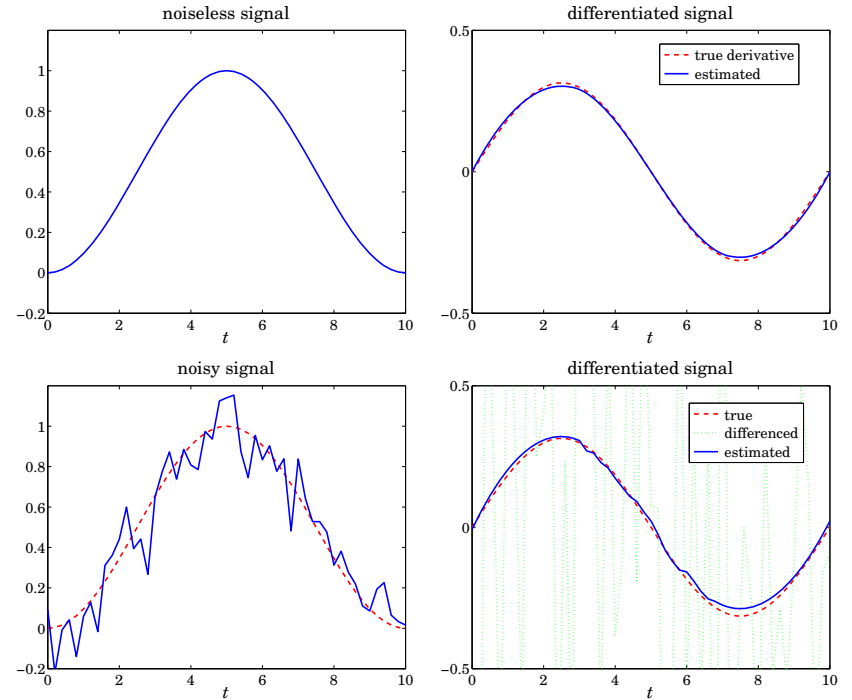 noiseless signal
1
0.8
0.6
0.4
0.2
0
−0.2
0 2 4 6 8 10
t
differentiated signal
true derivative
estimated
0.5
0
−0.5
0 2 4 6 8 10
t
noisy signal
1
0.8
0.6
0.4
0.2
0
−0.2
0 2 4 6 8 10
t
differentiated signal
true
differenced
estimated
0.5
0
−0.5
0 2 4 6 8 10
t